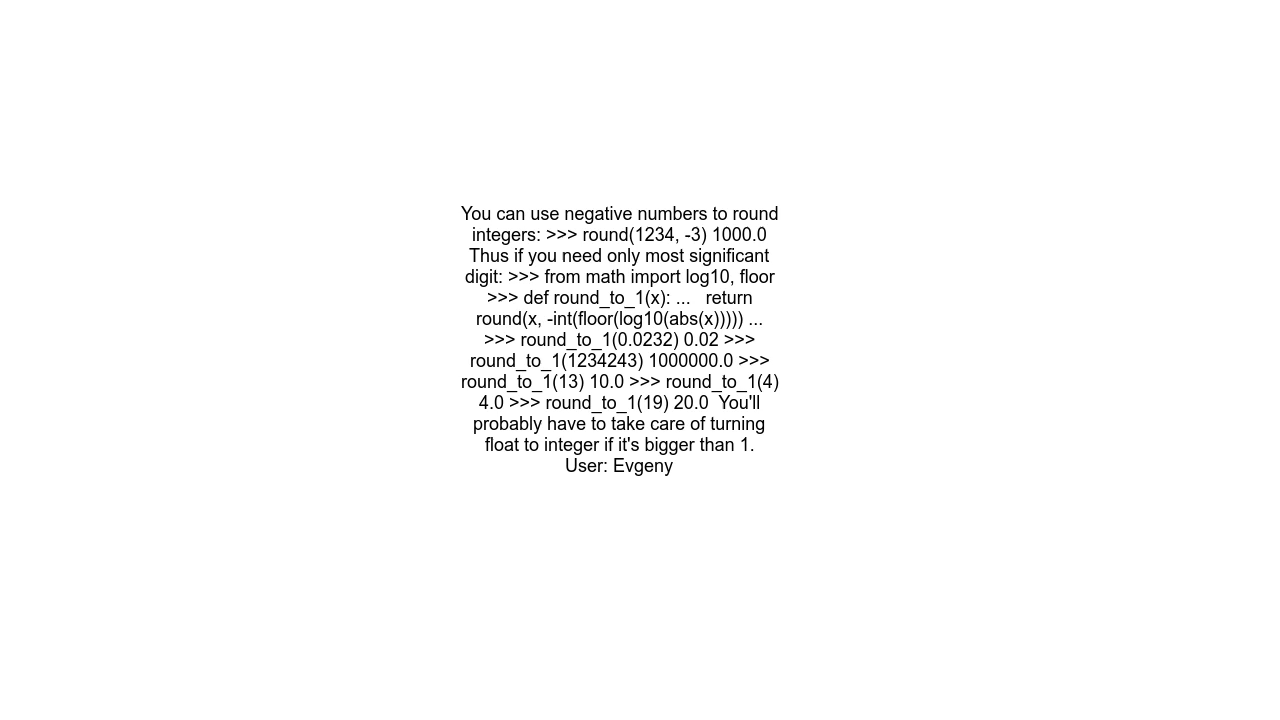 You can use negative numbers to round
integers: >>> round(1234, -3) 1000.0
Thus if you need only most significant
digit: >>> from math import log10, floor
>>> def round_to_1(x): ...   return
round(x, -int(floor(log10(abs(x))))) ...
>>> round_to_1(0.0232) 0.02 >>>
round_to_1(1234243) 1000000.0 >>>
round_to_1(13) 10.0 >>> round_to_1(4)
4.0 >>> round_to_1(19) 20.0  You'll
probably have to take care of turning
float to integer if it's bigger than 1.
User: Evgeny